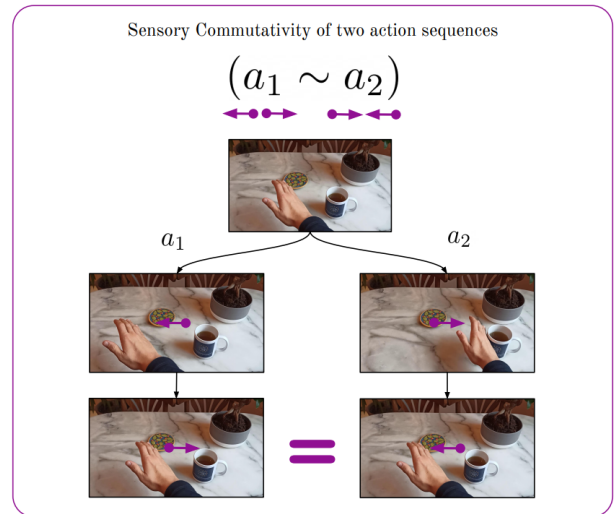 Sensory Commutativity of two action sequences
(a₁ ∼ a₂)
a₁
a₂
=